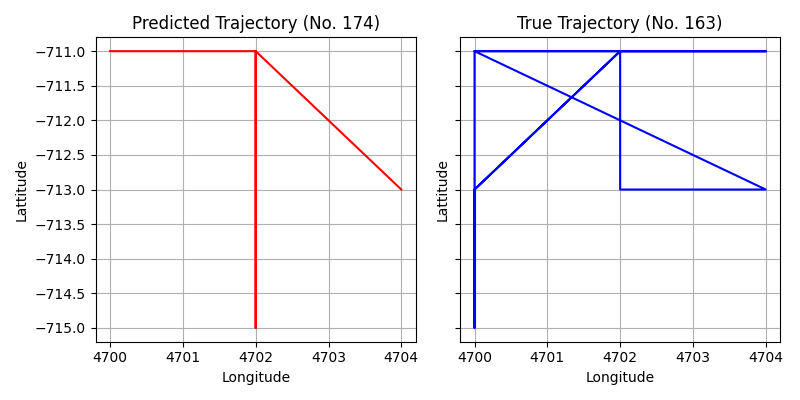 Predicted Trajectory (No. 174)
True Trajectory (No. 163)
−711.0
−711.5
−712.0
−712.5
−713.0
−713.5
−714.0
−714.5
−715.0
Lattitude
Lattitude
4700 4701 4702 4703 4704
4700 4701 4702 4703 4704
Longitude
Longitude